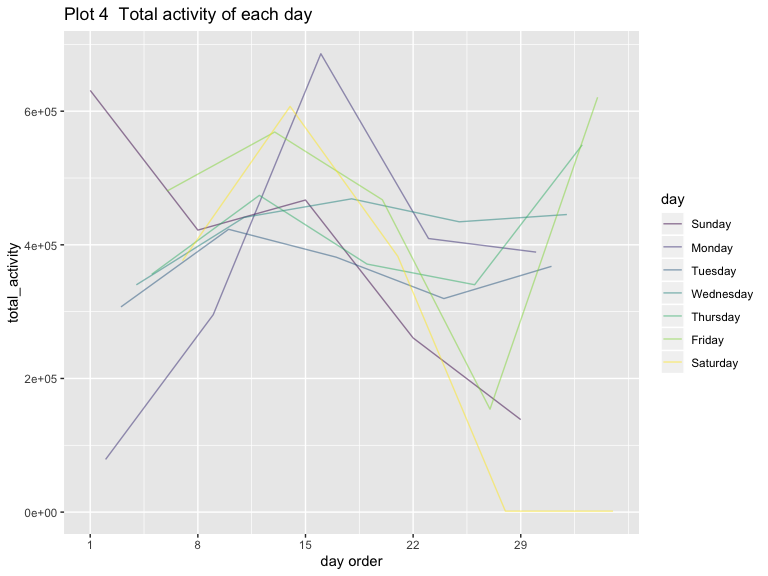 Plot 4  Total activity of each day
total_activity
6e+05
4e+05
2e+05
0e+00
1 8 15 22 29
day order
day
Sunday
Monday
Tuesday
Wednesday
Thursday
Friday
Saturday